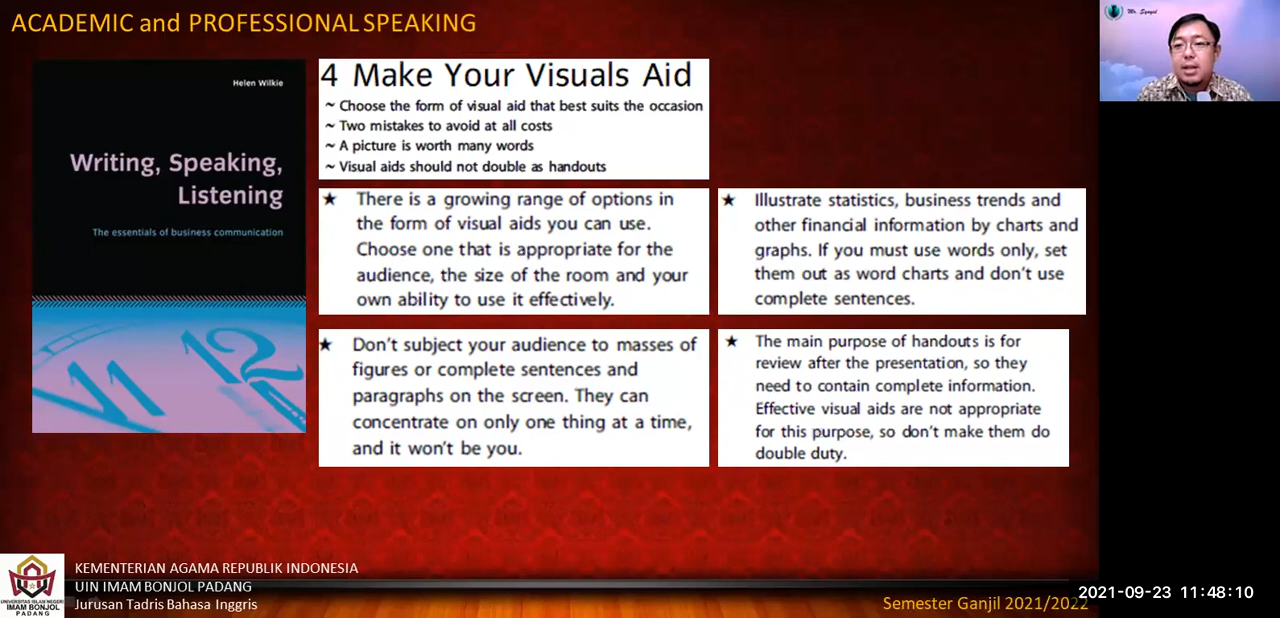 ACADEMIC and PROFESSIONAL SPEAKING
Mr. Syayid
Helen Wilkie
Writing, Speaking,
Listening
The essentials of business communication
4 Make Your Visuals Aid
~ Choose the form of visual aid that best suits the occasion
~ Two mistakes to avoid at all costs
~ A picture is worth many words
~ Visual aids should not double as handouts
★ There is a growing range of options in
the form of visual aids you can use.
Choose one that is appropriate for the
audience, the size of the room and your
own ability to use it effectively.
★ Illustrate statistics, business trends and
other financial information by charts and
graphs. If you must use words only, set
them out as word charts and don't use
complete sentences.
★ Don't subject your audience to masses of
figures or complete sentences and
paragraphs on the screen. They can
concentrate on only one thing at a time,
and it won't be you.
★ The main purpose of handouts is for
review after the presentation, so they
need to contain complete information.
Effective visual aids are not appropriate
for this purpose, so don't make them do
double duty.
11 12
UNIVERSITAS ISLAM NEGERI
IMAM BONJOL
PADANG
KEMENTERIAN AGAMA REPUBLIK INDONESIA
UIN IMAM BONJOL PADANG
Jurusan Tadris Bahasa Inggris
Semester Ganjil 2021/2022
2021-09-23 11:48:10